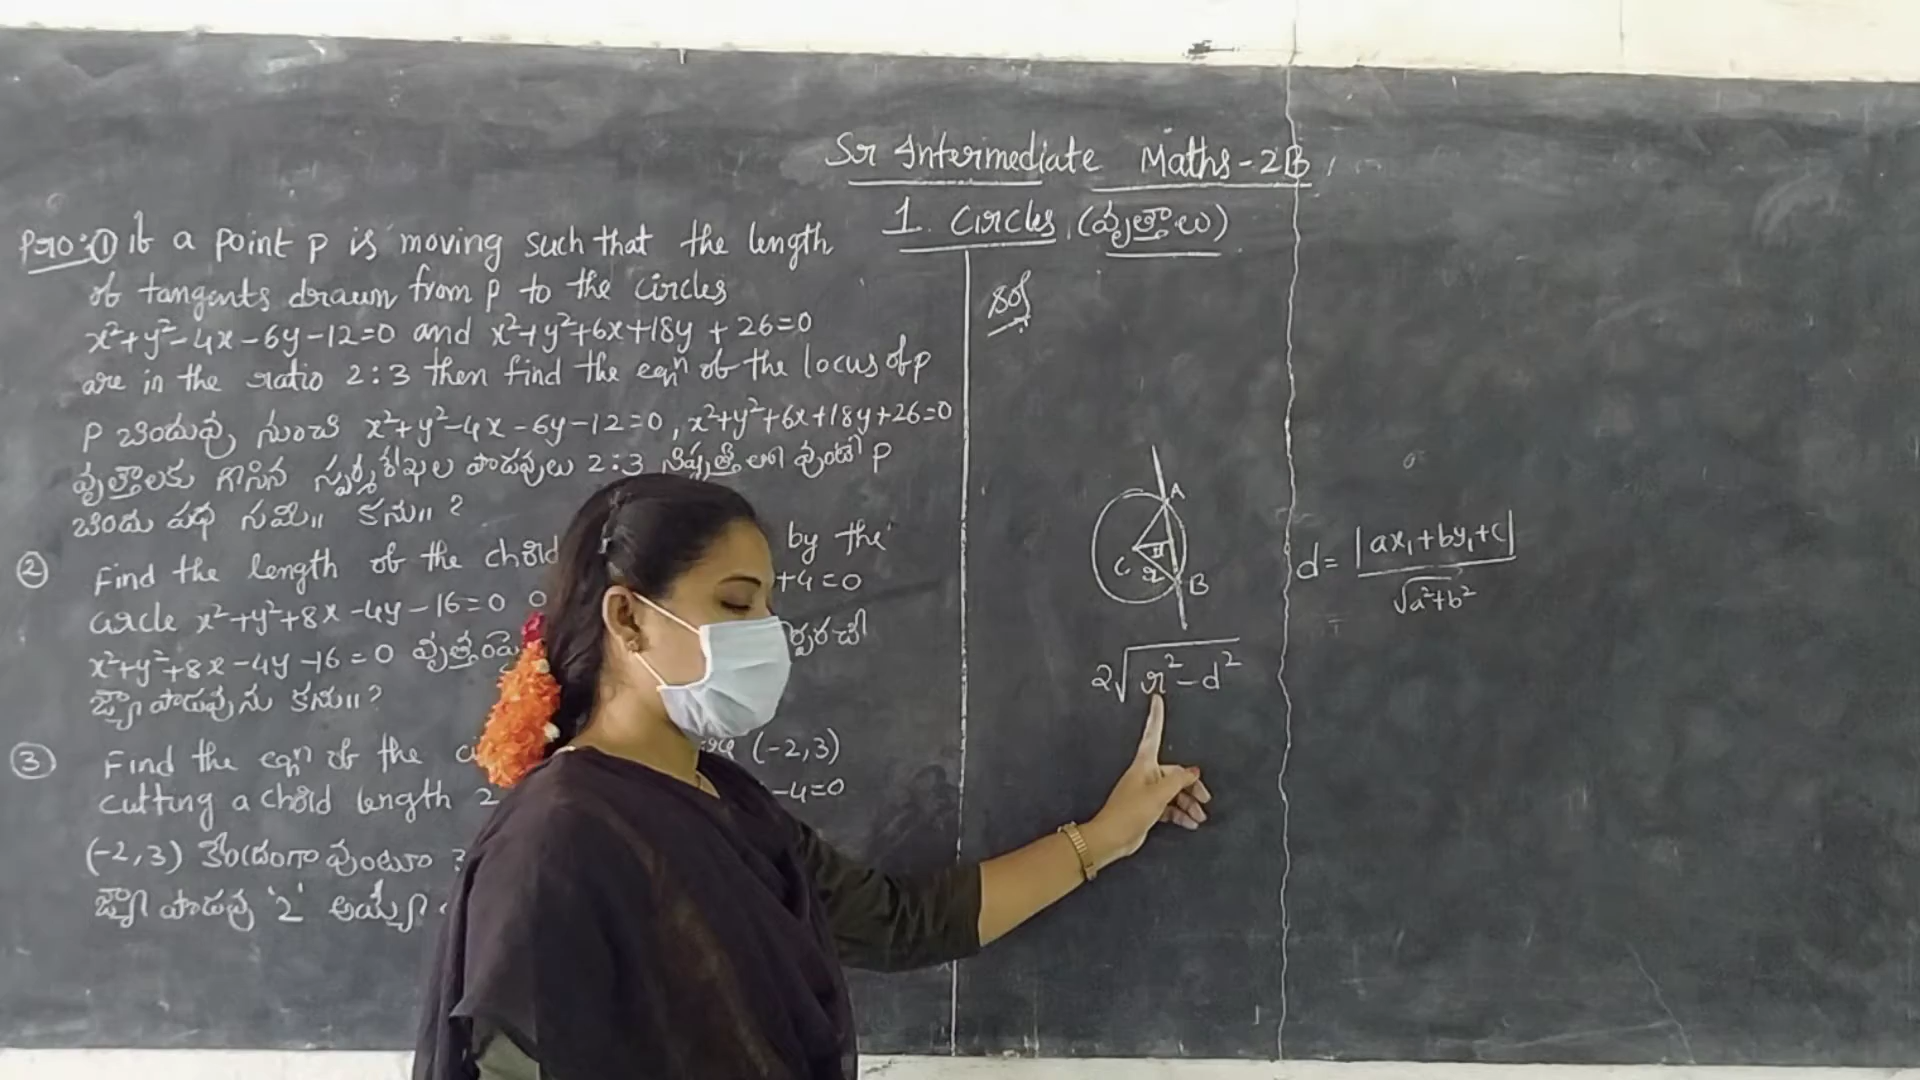 Sr Intermediate Maths-2B
1. Circles (వృత్తాలు)
Pro:① If a point P is moving such that the length
of tangents drawn from P to the circles
x²+y²-4x-6y-12=0 and x²+y²+6x+18y+26=0
are in the ratio 2:3 then find the eqn of the locus of P
P బిందువు నుంచి x²+y²-4x-6y-12=0, x²+y²+6x+18y+26=0
వృత్తాలకు గీసిన స్పర్శరేఖల పొడవులు 2:3 నిష్పత్తిలో వుంటే P
బిందు పథ సమీ॥ కను॥?
② Find the length of the chord by the
circle x²+y²+8x-4y-16=0 +4=0
x²+y²+8x-4y-16=0
జ్యా పొడవును కను॥?
③ Find the eqn of the (-2,3)
cutting a chord length 2 -4=0
(-2,3) కేంద్రంగా వుంటూ 3
జ్యా పొడవు '2' అయ్యే
Sol
A
C r B
2√r²-d²
d= |ax₁+by₁+c|
√a²+b²